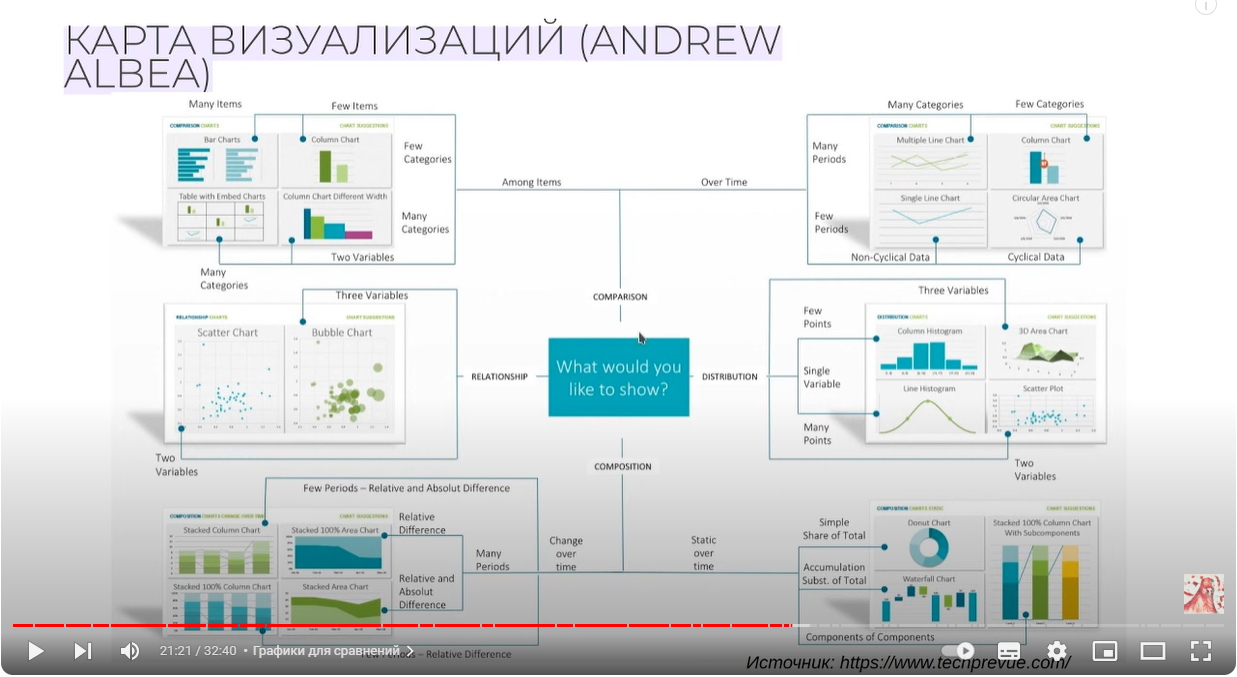 КАРТА ВИЗУАЛИЗАЦИЙ (ANDREW
ALBEA)
Many Items
Few Items
COMPARISON CHARTS
CHART SUGGESTIONS
Bar Charts
Column Chart
Few
Categories
Table with Embed Charts
Column Chart Different Width
Many
Categories
Two Variables
Many
Categories
Among Items
Over Time
Many Categories
Few Categories
COMPARISON CHARTS
CHART SUGGESTIONS
Many
Periods
Multiple Line Chart
Column Chart
Few
Periods
Single Line Chart
Circular Area Chart
Non-Cyclical Data
Cyclical Data
COMPARISON
Three Variables
RELATIONSHIP CHARTS
CHART SUGGESTIONS
Scatter Chart
Bubble Chart
Two
Variables
RELATIONSHIP
What would you
like to show?
DISTRIBUTION
Three Variables
Few
Points
DISTRIBUTION CHARTS
CHART SUGGESTIONS
Column Histogram
3D Area Chart
Single
Variable
Line Histogram
Scatter Plot
Many
Points
Two
Variables
COMPOSITION
Few Periods – Relative and Absolut Difference
COMPOSITION CHARTS CHANGE OVER TIME
CHART SUGGESTIONS
Stacked Column Chart
Stacked 100% Area Chart
Relative
Difference
Many
Periods
Change
over
time
Stacked 100% Column Chart
Stacked Area Chart
Relative and
Absolut
Difference
Few Periods – Relative Difference
Static
over
time
Simple
Share of Total
COMPOSITION CHARTS STATIC
CHART SUGGESTIONS
Donut Chart
Stacked 100% Column Chart
With Subcomponents
Accumulation
Subst. of Total
Waterfall Chart
Components of Components
21:21 / 32:40 • Графики для сравнений
Источник: https://www.techprevue.com/